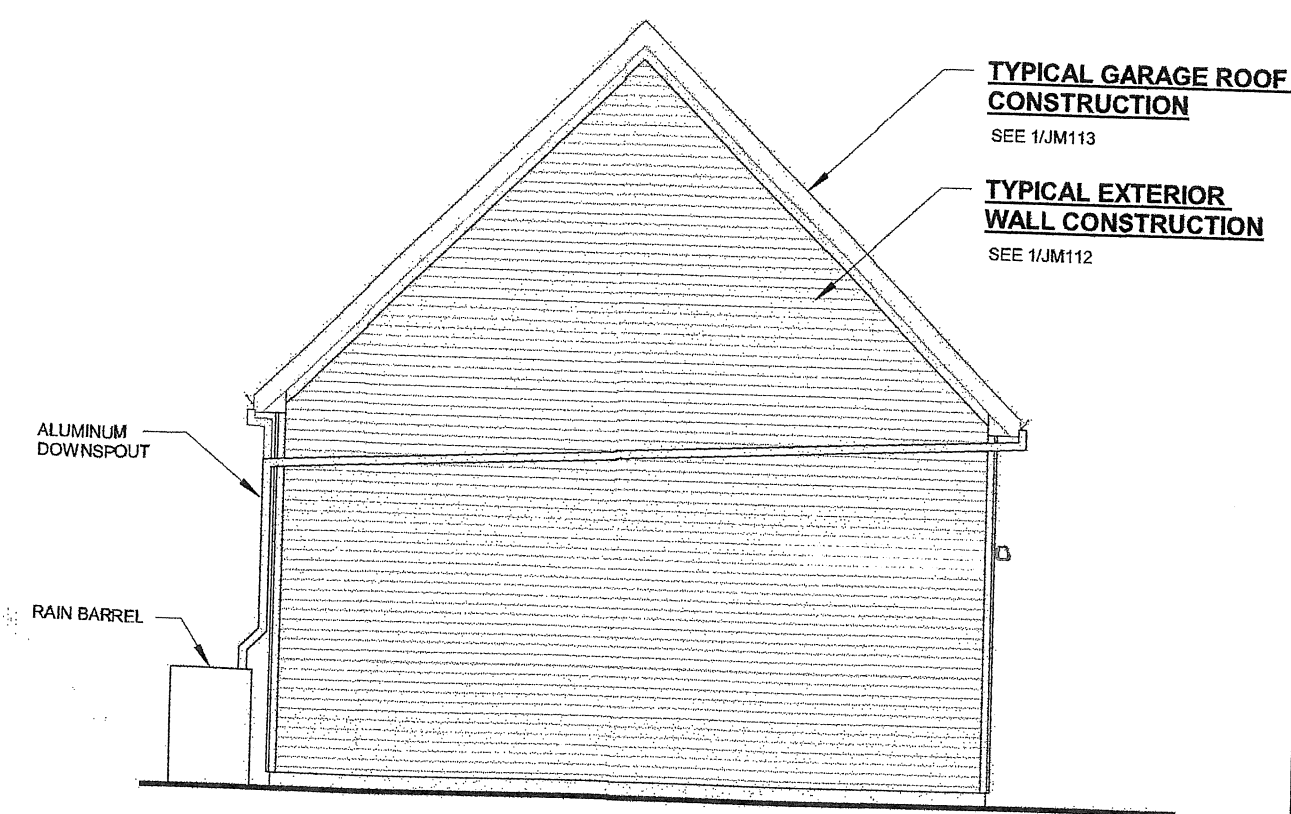 TYPICAL GARAGE ROOF
CONSTRUCTION
SEE 1/JM113
TYPICAL EXTERIOR
WALL CONSTRUCTION
SEE 1/JM112
ALUMINUM
DOWNSPOUT
RAIN BARREL